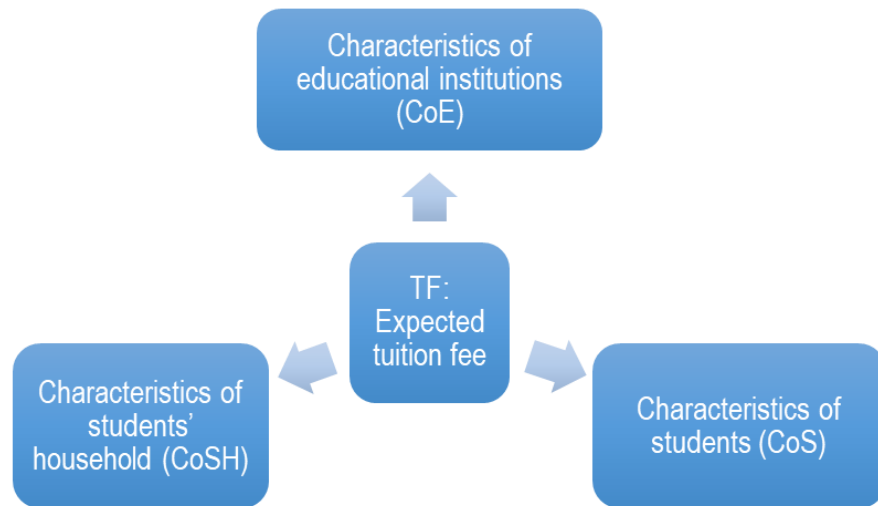 Characteristics of
educational institutions
(CoE)
TF:
Expected
tuition fee
Characteristics of
students’
household (CoSH)
Characteristics of
students (CoS)